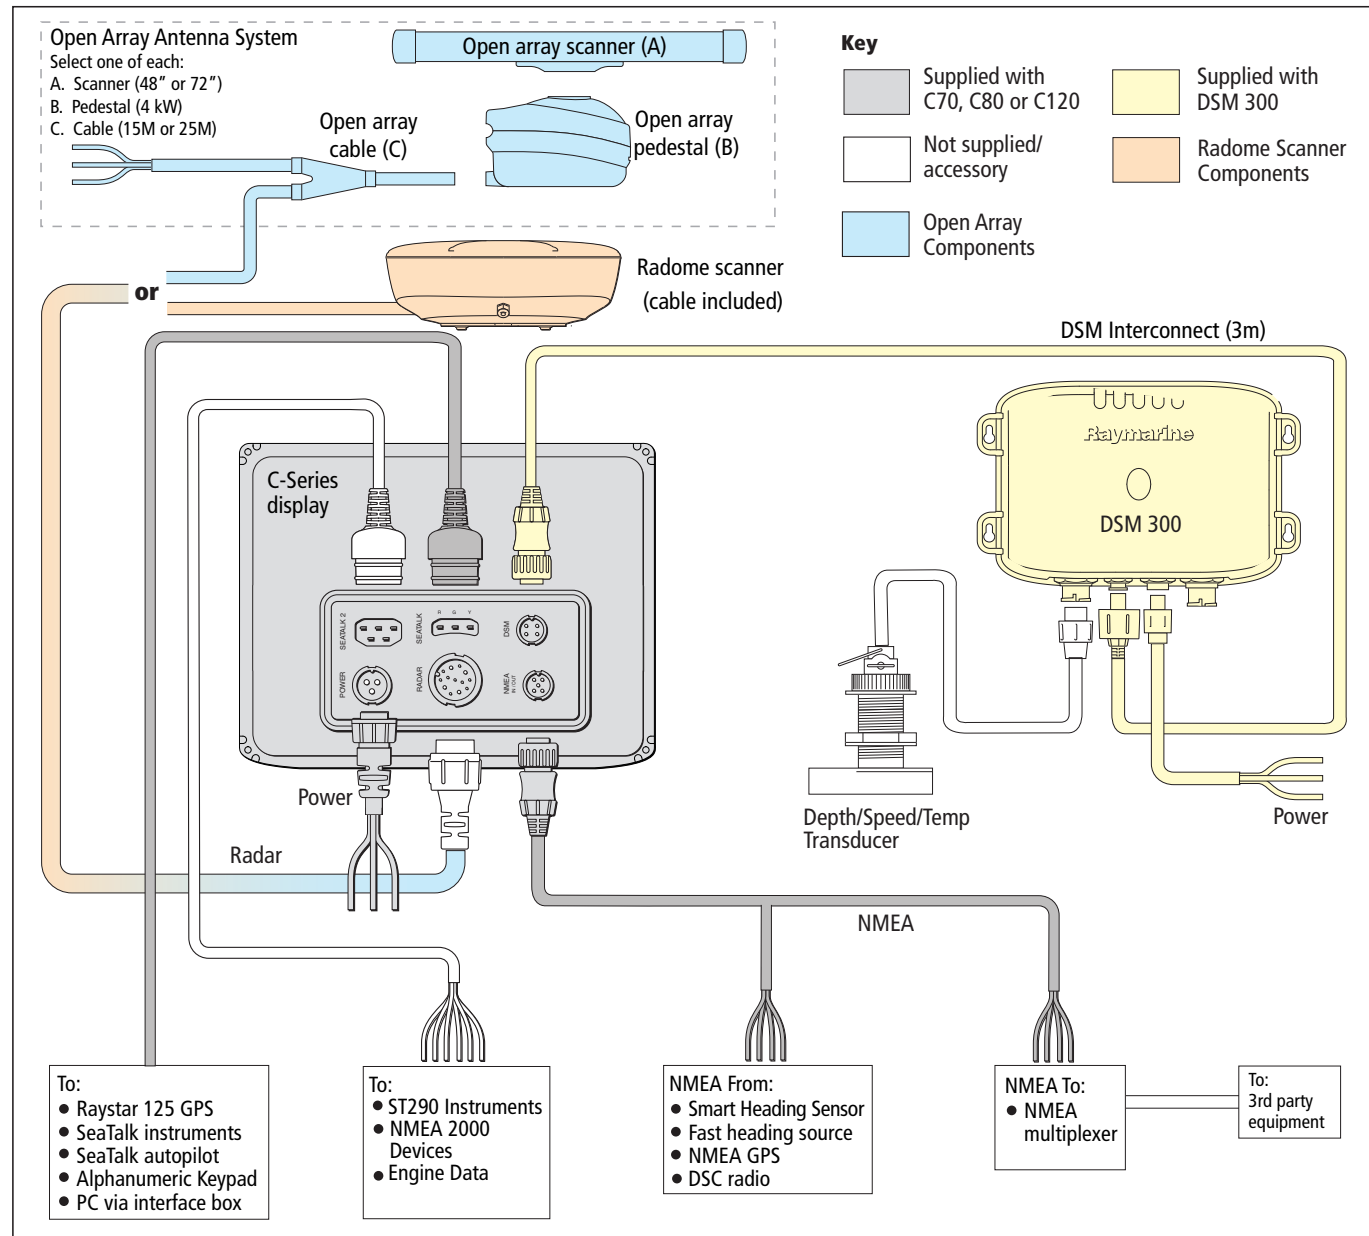 Open Array Antenna System
Select one of each:
A. Scanner (48” or 72”)
B. Pedestal (4 kW)
C. Cable (15M or 25M)
Open array scanner (A)
Open array
cable (C)
Open array
pedestal (B)
Key
Supplied with
C70, C80 or C120
Supplied with
DSM 300
Not supplied/
accessory
Radome Scanner
Components
Open Array
Components
or
Radome scanner
(cable included)
DSM Interconnect (3m)
Raymarine
DSM 300
C-Series
display
SEATALK 2
SEATALK
R G Y
DSM
POWER
RADAR
NMEA
IN / OUT
Power
Radar
Depth/Speed/Temp
Transducer
Power
NMEA
To:
● Raystar 125 GPS
● SeaTalk instruments
● SeaTalk autopilot
● Alphanumeric Keypad
● PC via interface box
To:
● ST290 Instruments
● NMEA 2000
Devices
● Engine Data
NMEA From:
● Smart Heading Sensor
● Fast heading source
● NMEA GPS
● DSC radio
NMEA To:
● NMEA
multiplexer
To:
3rd party
equipment